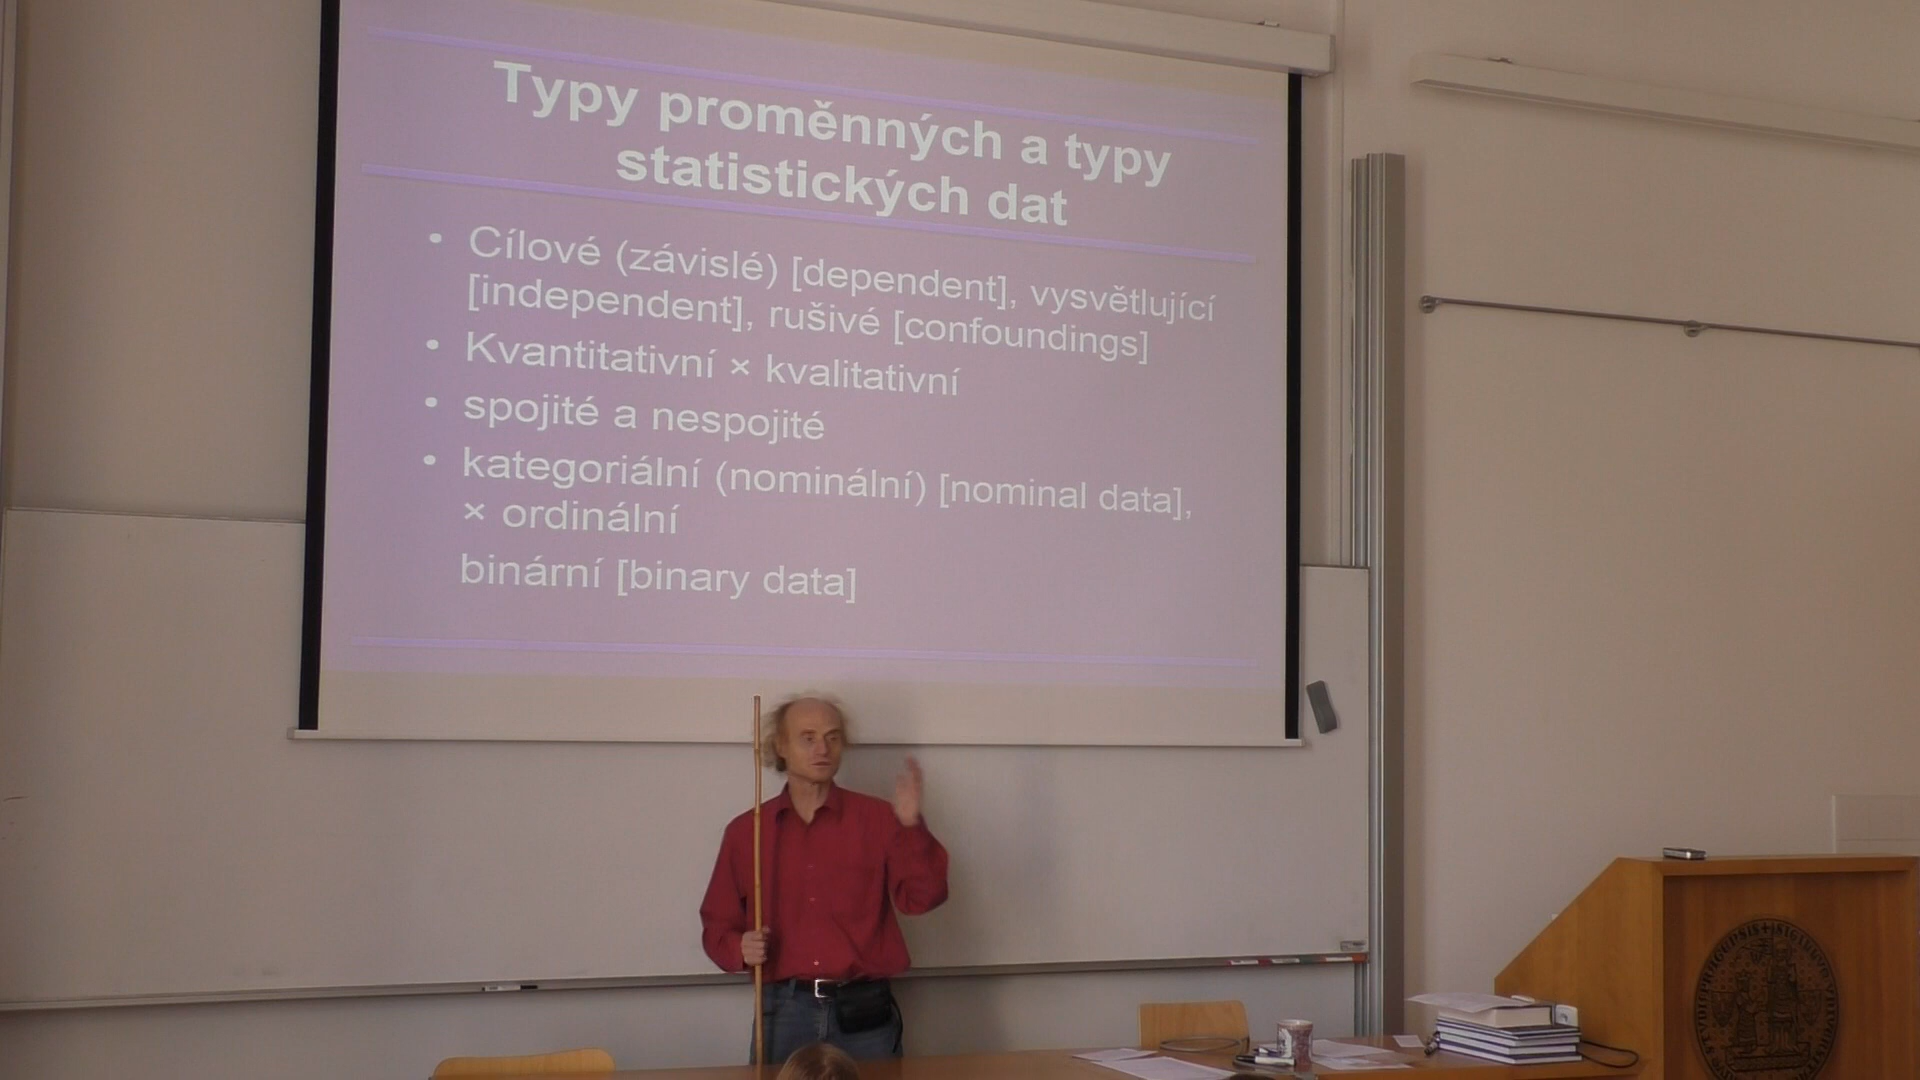 Typy proměnných a typy
statistických dat
• Cílové (závislé) [dependent], vysvětlující
[independent], rušivé [confoundings]
• Kvantitativní × kvalitativní
• spojité a nespojité
• kategoriální (nominální) [nominal data],
× ordinální
binární [binary data]